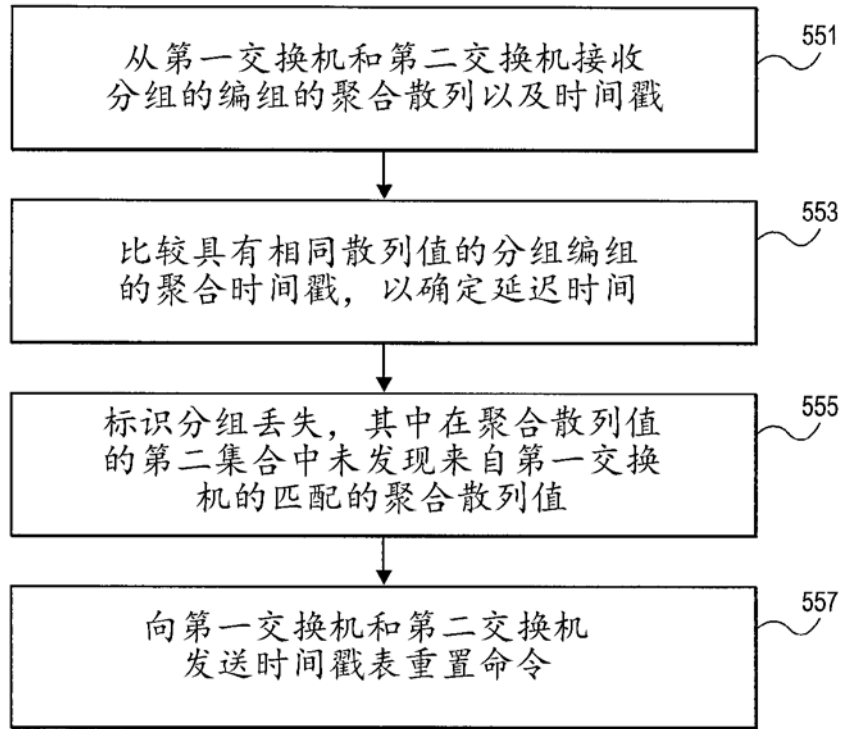 从第一交换机和第二交换机接收
分组的编组的聚合散列以及时间戳
551
比较具有相同散列值的分组编组
的聚合时间戳，以确定延迟时间
553
标识分组丢失，其中在聚合散列值
的第二集合中未发现来自第一交换
机的匹配的聚合散列值
555
向第一交换机和第二交换机
发送时间戳表重置命令
557